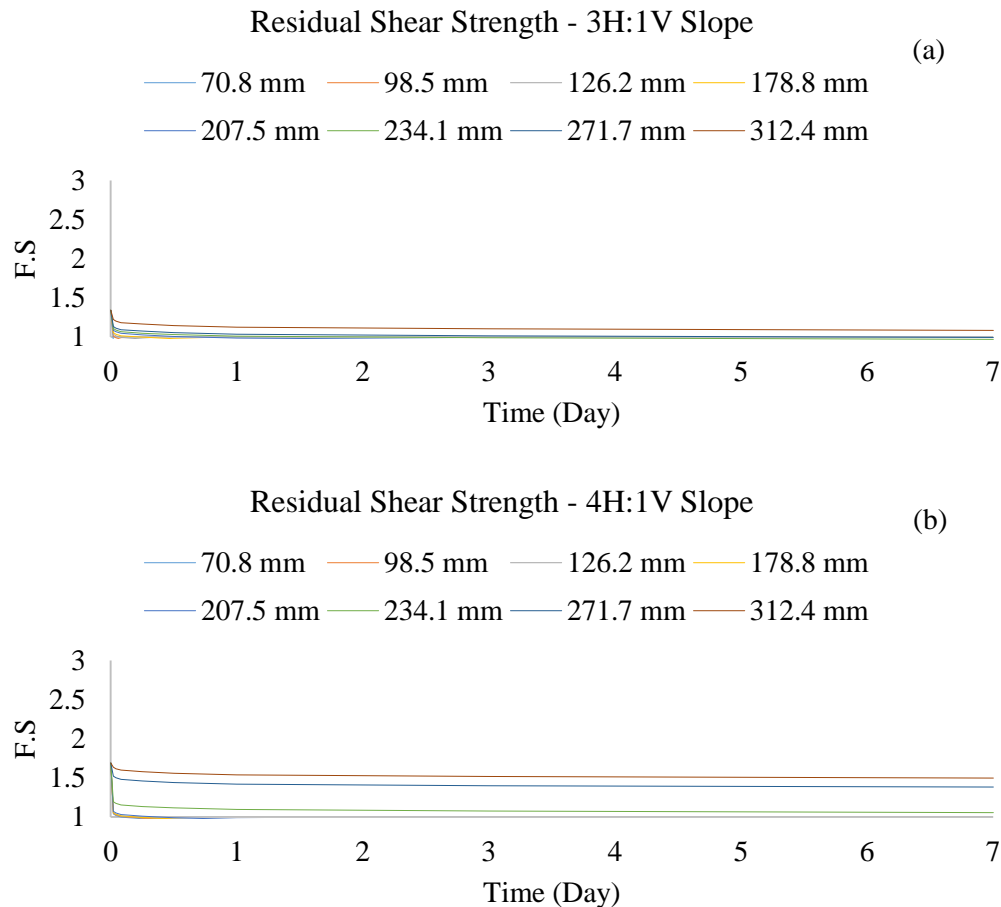 Residual Shear Strength - 3H:1V Slope
(a)
70.8 mm 98.5 mm 126.2 mm 178.8 mm
207.5 mm 234.1 mm 271.7 mm 312.4 mm
3
2.5
2
1.5
1
F.S
0 1 2 3 4 5 6 7
Time (Day)
Residual Shear Strength - 4H:1V Slope
(b)
70.8 mm 98.5 mm 126.2 mm 178.8 mm
207.5 mm 234.1 mm 271.7 mm 312.4 mm
3
2.5
2
1.5
1
F.S
0 1 2 3 4 5 6 7
Time (Day)